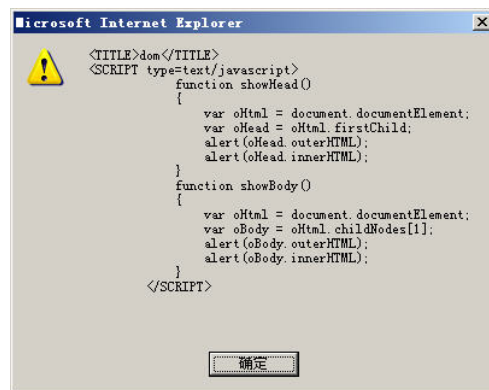 Microsoft Internet Explorer
<TITLE>dom</TITLE>
<SCRIPT type=text/javascript>
function showHead()
{
var oHtml = document.documentElement;
var oHead = oHtml.firstChild;
alert(oHead.outerHTML);
alert(oHead.innerHTML);
}
function showBody()
{
var oHtml = document.documentElement;
var oBody = oHtml.childNodes[1];
alert(oBody.outerHTML);
alert(oBody.innerHTML);
}
</SCRIPT>
确定